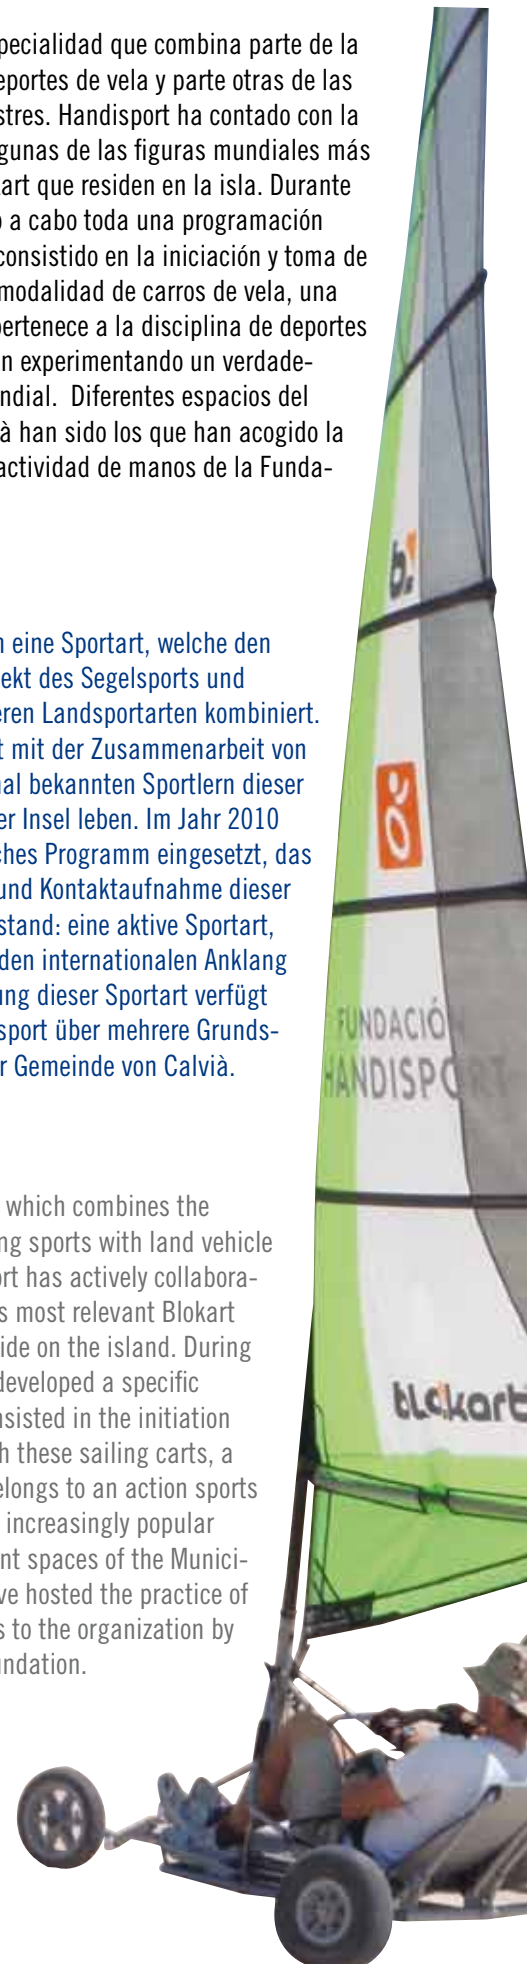 pecialidad que combina parte de la
eportes de vela y parte otras de las
stres. Handisport ha contado con la
gunas de las figuras mundiales más
art que residen en la isla. Durante
o a cabo toda una programación
consistido en la iniciación y toma de
modalidad de carros de vela, una
pertenece a la disciplina de deportes
n experimentando un verdade-
ndial.  Diferentes espacios del
à han sido los que han acogido la
actividad de manos de la Funda-
n eine Sportart, welche den
ekt des Segelsports und
eren Landsportarten kombiniert.
t mit der Zusammenarbeit von
nal bekannten Sportlern dieser
er Insel leben. Im Jahr 2010
ches Programm eingesetzt, das
und Kontaktaufnahme dieser
stand: eine aktive Sportart,
den internationalen Anklang
ung dieser Sportart verfügt
sport über mehrere Grunds-
r Gemeinde von Calvià.
which combines the
ng sports with land vehicle
ort has actively collabora-
s most relevant Blokart
ide on the island. During
developed a specific
nsisted in the initiation
h these sailing carts, a
elongs to an action sports
increasingly popular
nt spaces of the Munici-
ve hosted the practice of
s to the organization by
undation.
b.
FUNDACIÓN
HANDISPORT
blokart